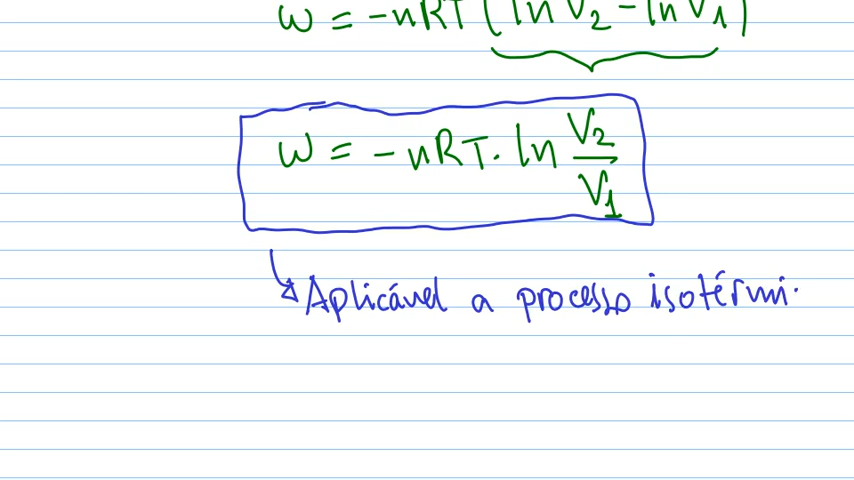 w = -nRT (ln V₂ - ln V₁)
w = -nRT. ln V₂/V₁
Aplicável a processo isotérmi.